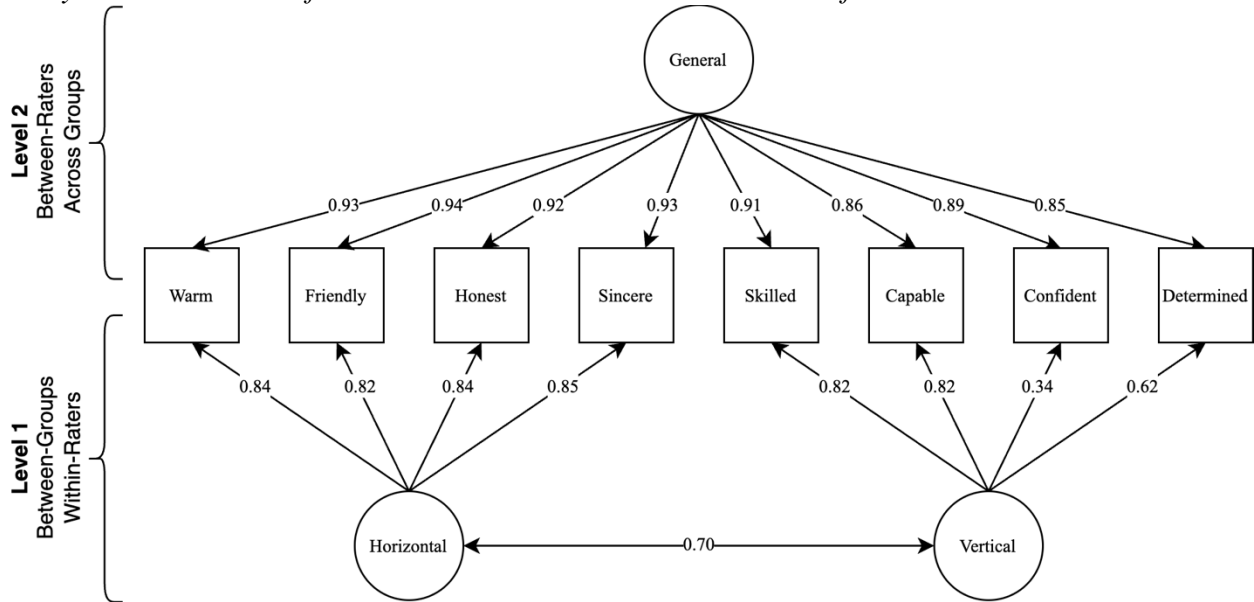 General
Level 2
Between-Raters
Across Groups
0.93
0.94
0.92
0.93
0.91
0.86
0.89
0.85
Warm
Friendly
Honest
Sincere
Skilled
Capable
Confident
Determined
Level 1
Between-Groups
Within-Raters
0.84
0.82
0.84
0.85
0.82
0.82
0.34
0.62
Horizontal
0.70
Vertical